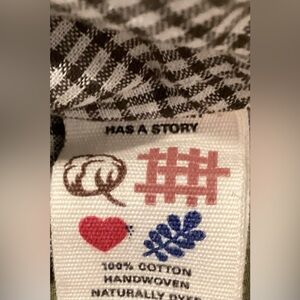 HAS A STORY
100% COTTON
HANDWOVEN
NATURALLY DYED